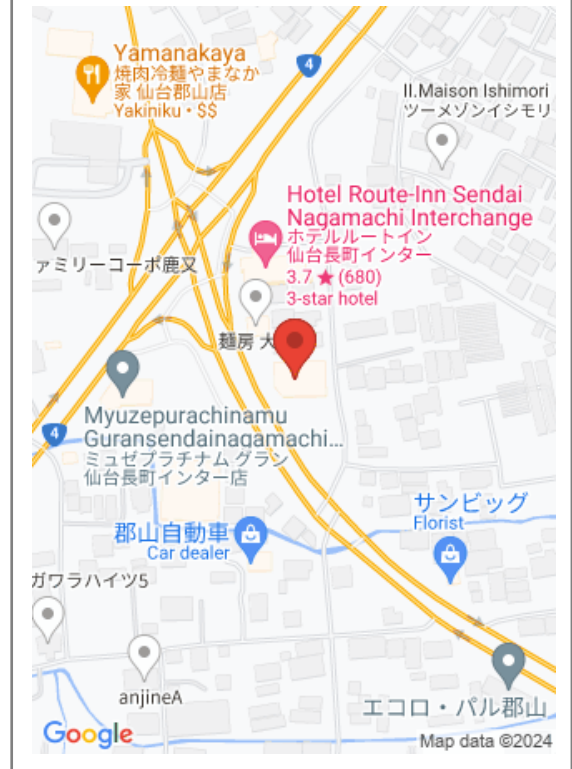 Yamanakaya
焼肉冷麺やまなか
家 仙台郡山店
Yakiniku・$$
4
II.Maison Ishimori
ツーメゾンイシモリ
Hotel Route-Inn Sendai
Nagamachi Interchange
ホテルルートイン
仙台長町インター
3.7 ★ (680)
3-star hotel
ァミリーコーポ鹿又
麺房 大
Myuzepurachinamu
Guransendainagamachi...
ミュゼプラチナム グラン
仙台長町インター店
4
サンビッグ
Florist
郡山自動車
Car dealer
ガワラハイツ5
anjineA
エコロ・パル郡山
Google
Map data ©2024